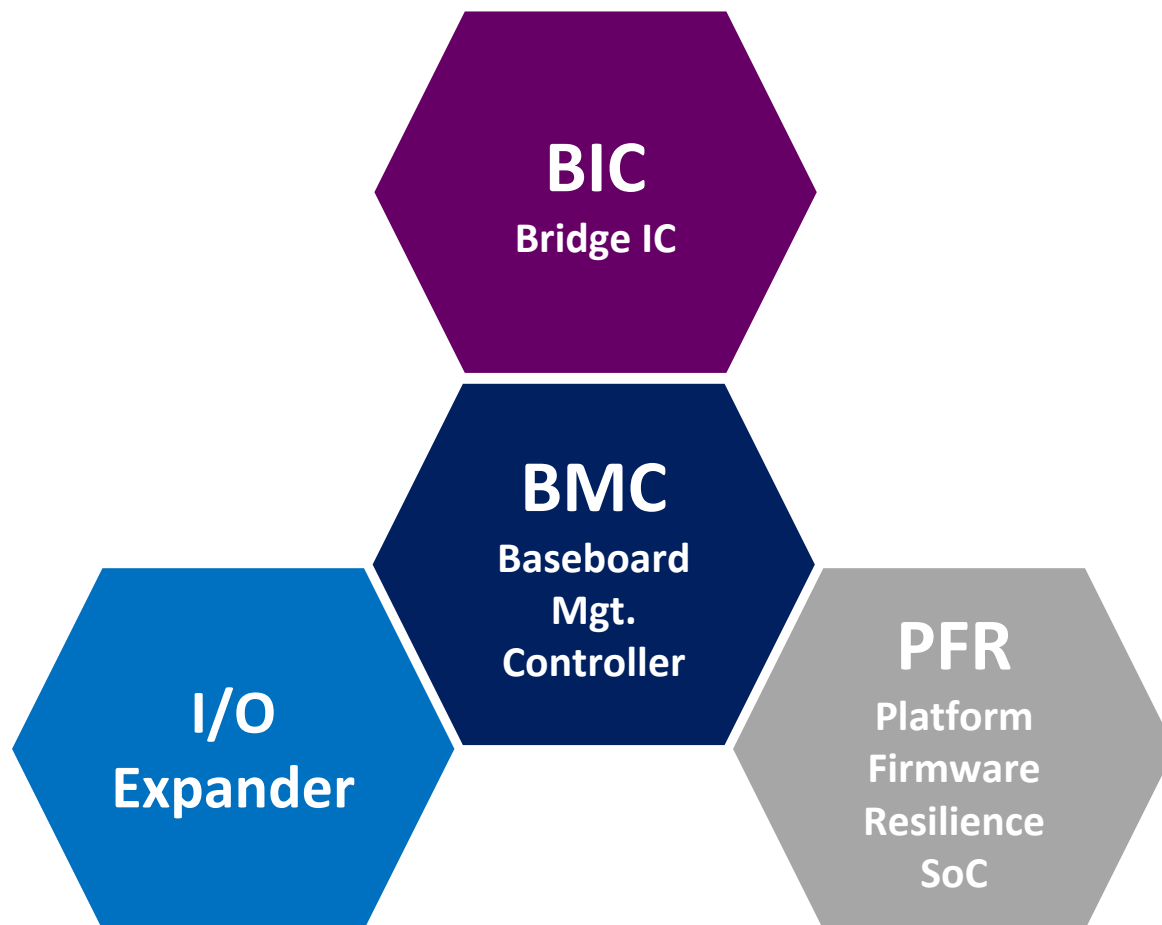 BIC
Bridge IC
BMC
Baseboard
Mgt.
Controller
I/O
Expander
PFR
Platform
Firmware
Resilience
SoC